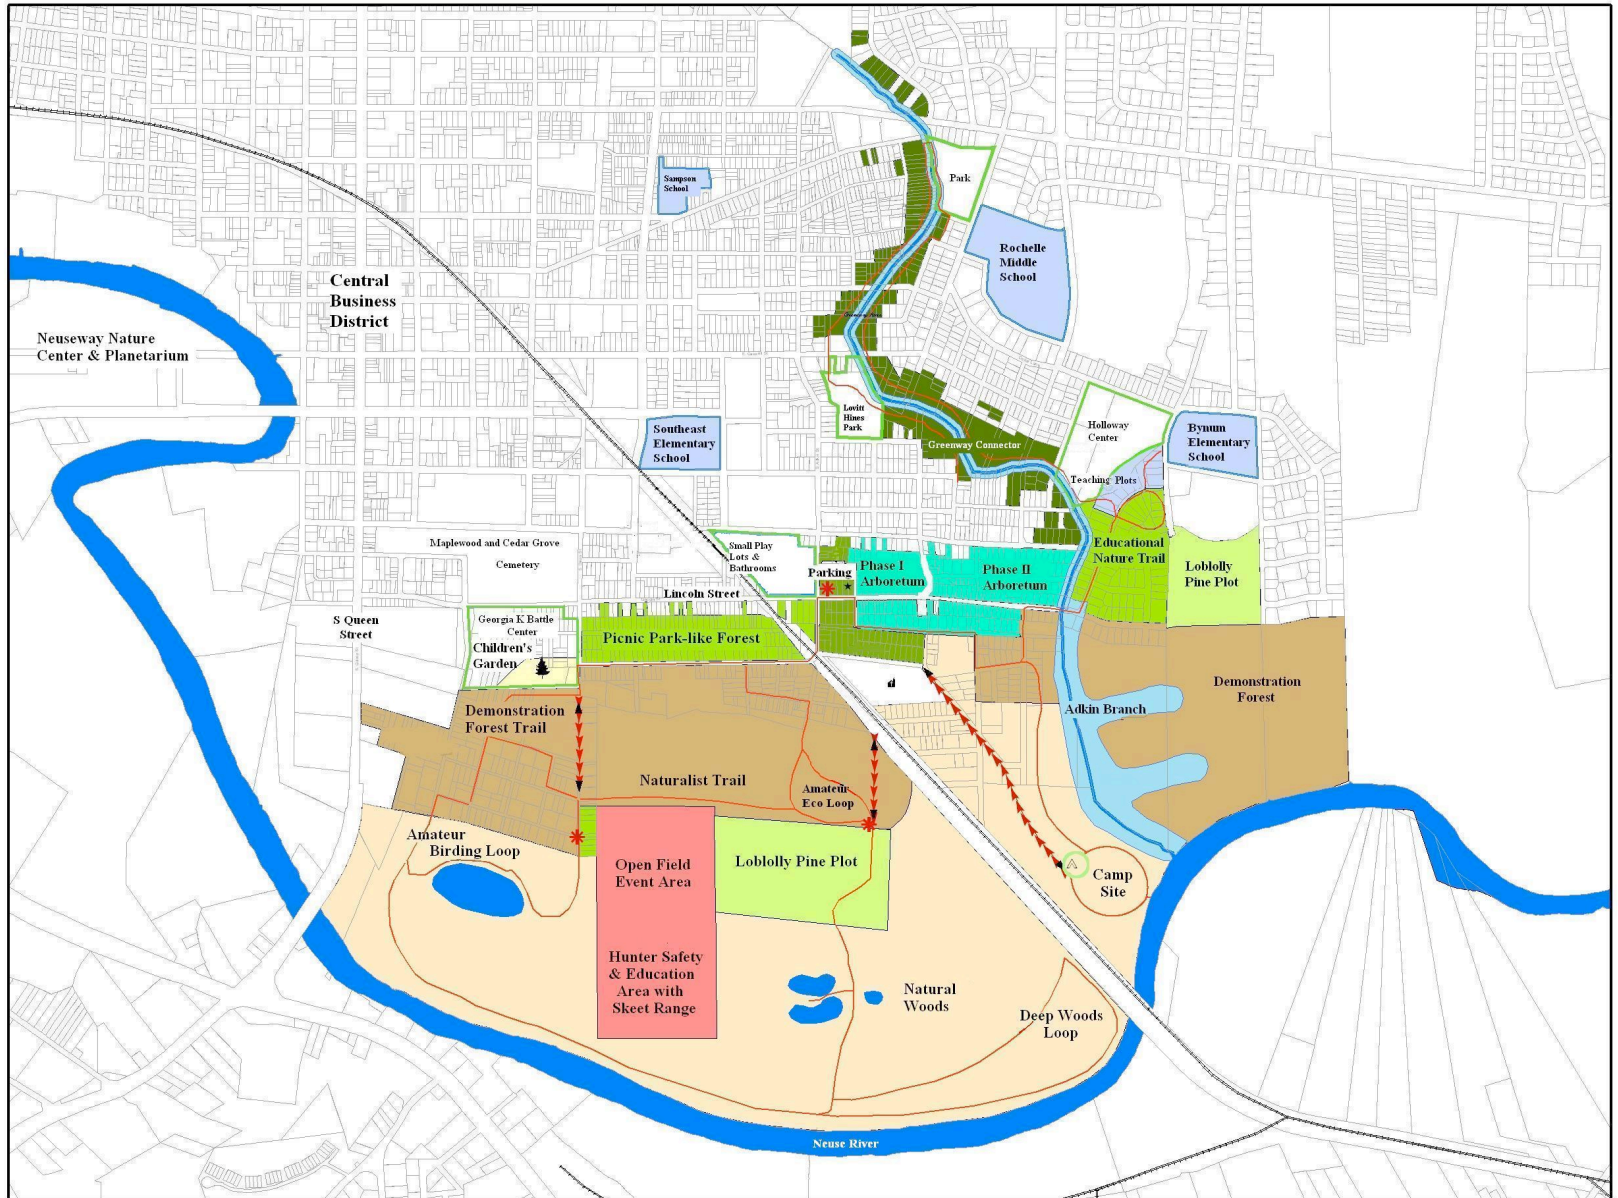 Park
Sampson
School
Rochelle
Middle
School
Central
Business
District
Neuseway Nature
Center & Planetarium
Lovitt
Hines
Park
Holloway
Center
Bynum
Elementary
School
Southeast
Elementary
School
Greenway Connector
Teaching Plots
Maplewood and Cedar Grove
Cemetery
Small Play
Lots &
Bathrooms
Educational
Nature Trail
Parking
Phase I
Arboretum
Phase II
Arboretum
Loblolly
Pine Plot
Lincoln Street
S Queen
Street
Georgia K Battle
Center
Children's
Garden
Picnic Park-like Forest
Demonstration
Forest
Demonstration
Forest Trail
Adkin Branch
Naturalist Trail
Amateur
Eco Loop
Amateur
Birding Loop
Open Field
Event Area
Loblolly Pine Plot
Camp
Site
Hunter Safety
& Education
Area with
Skeet Range
Natural
Woods
Deep Woods
Loop
Neuse River